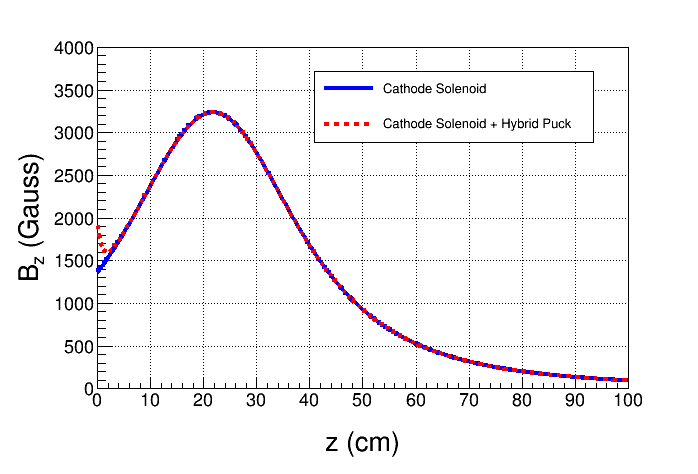 4000
3500
3000
2500
2000
1500
1000
500
0
B_z (Gauss)
Cathode Solenoid
Cathode Solenoid + Hybrid Puck
0 10 20 30 40 50 60 70 80 90 100
z (cm)